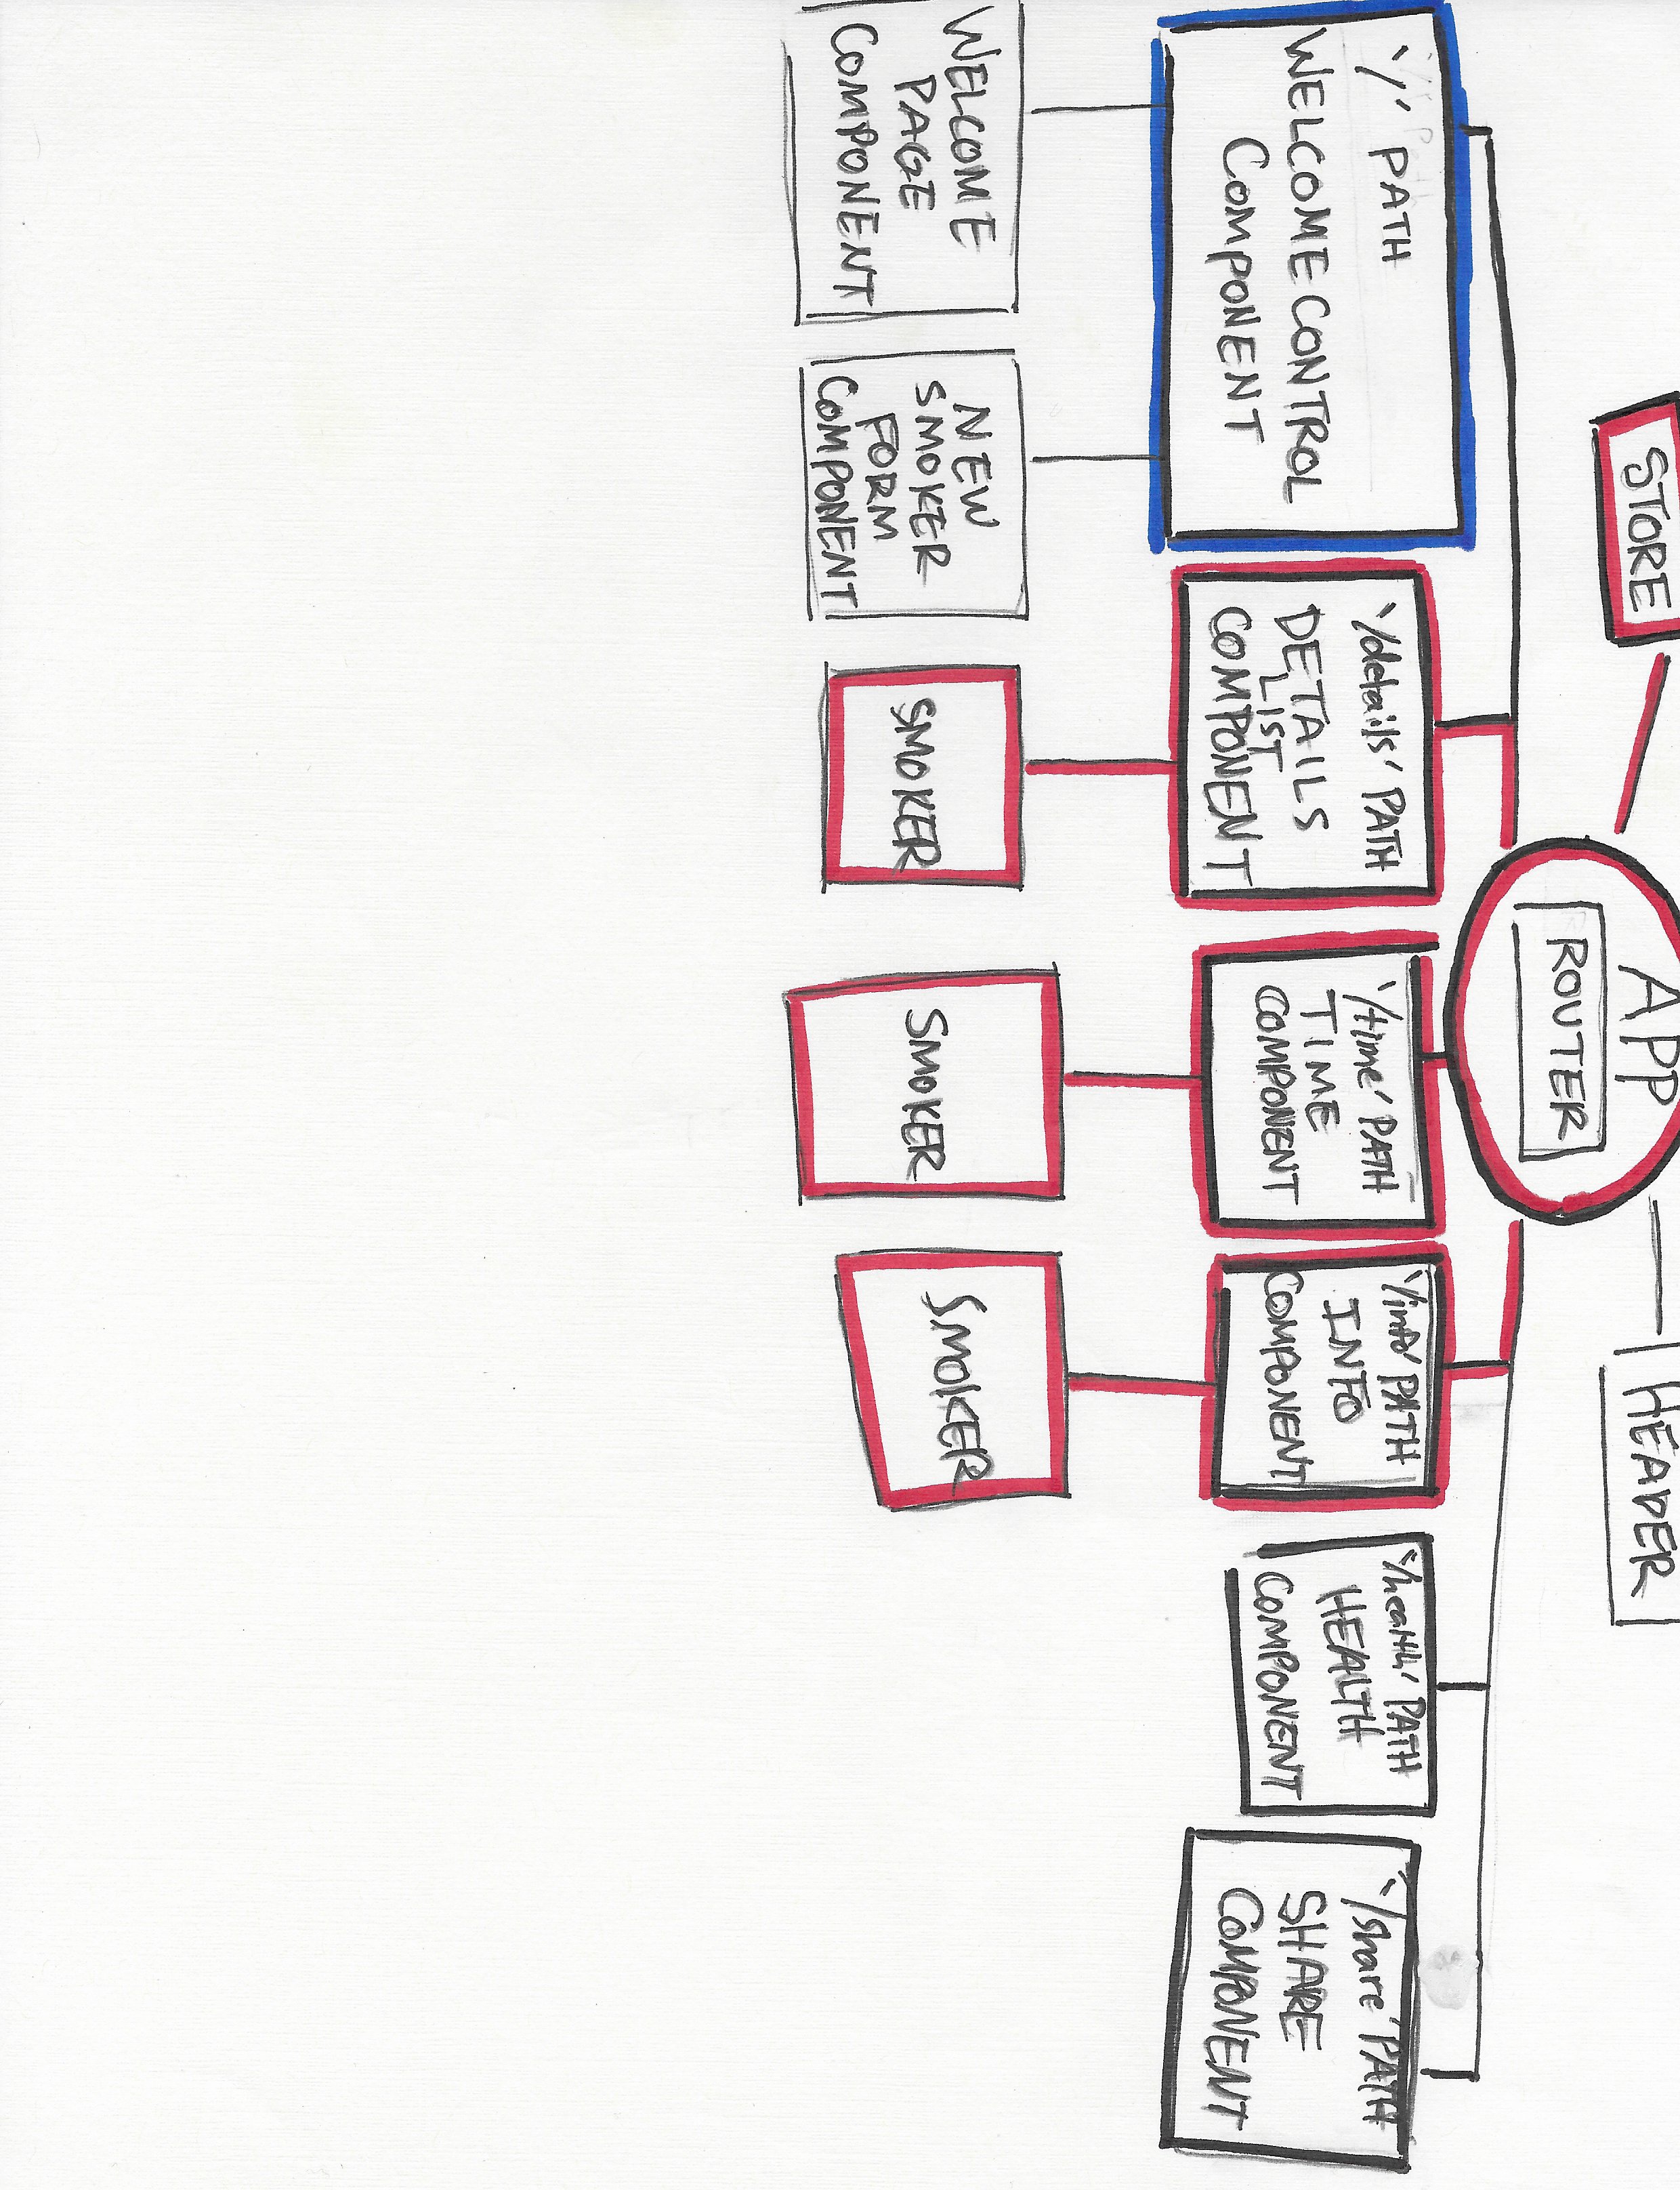 STORE
APP
HEADER
ROUTER
'/' PATH
WELCOME CONTROL
COMPONENT
'/details' PATH
DETAILS
LIST
COMPONENT
'/time' PATH
TIME
COMPONENT
'/info' PATH
INFO
COMPONENT
'/health' PATH
HEALTH
COMPONENT
'/share' PATH
SHARE
COMPONENT
WELCOME
PAGE
COMPONENT
NEW
SMOKER
FORM
COMPONENT
SMOKER
SMOKER
SMOKER